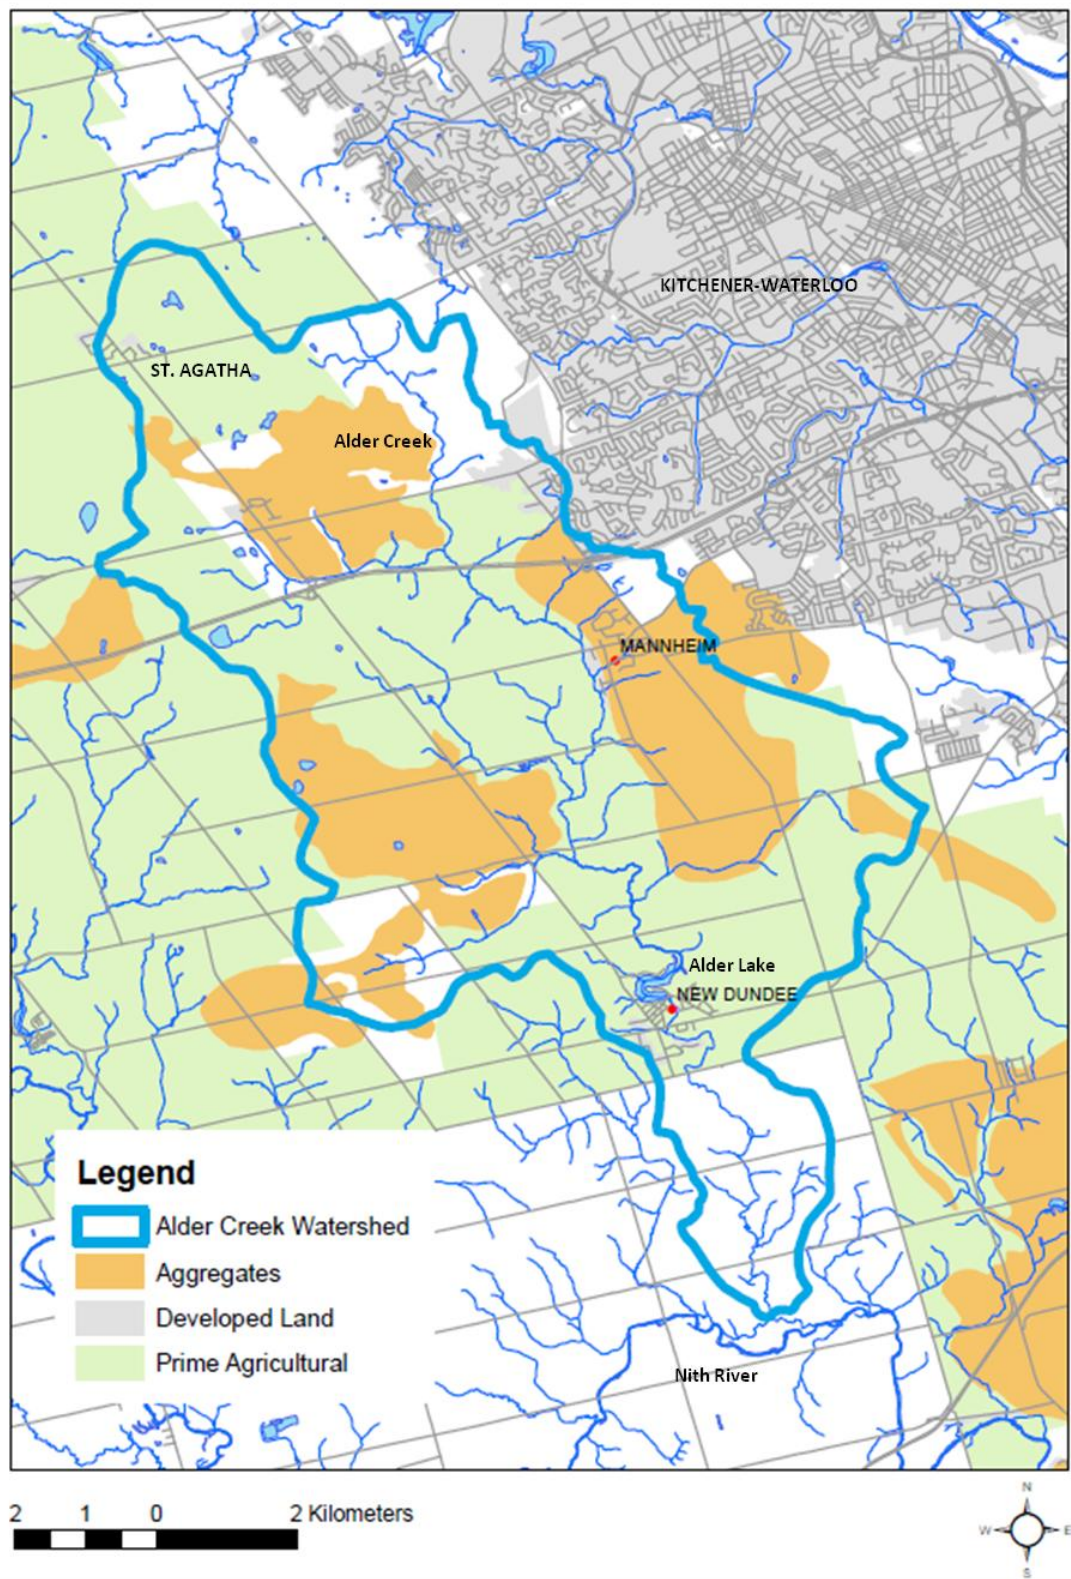 KITCHENER-WATERLOO
ST. AGATHA
Alder Creek
MANNHEIM
Alder Lake
NEW DUNDEE
Legend
Alder Creek Watershed
Aggregates
Developed Land
Prime Agricultural
Nith River
2 1 0 2 Kilometers
N
W E
S